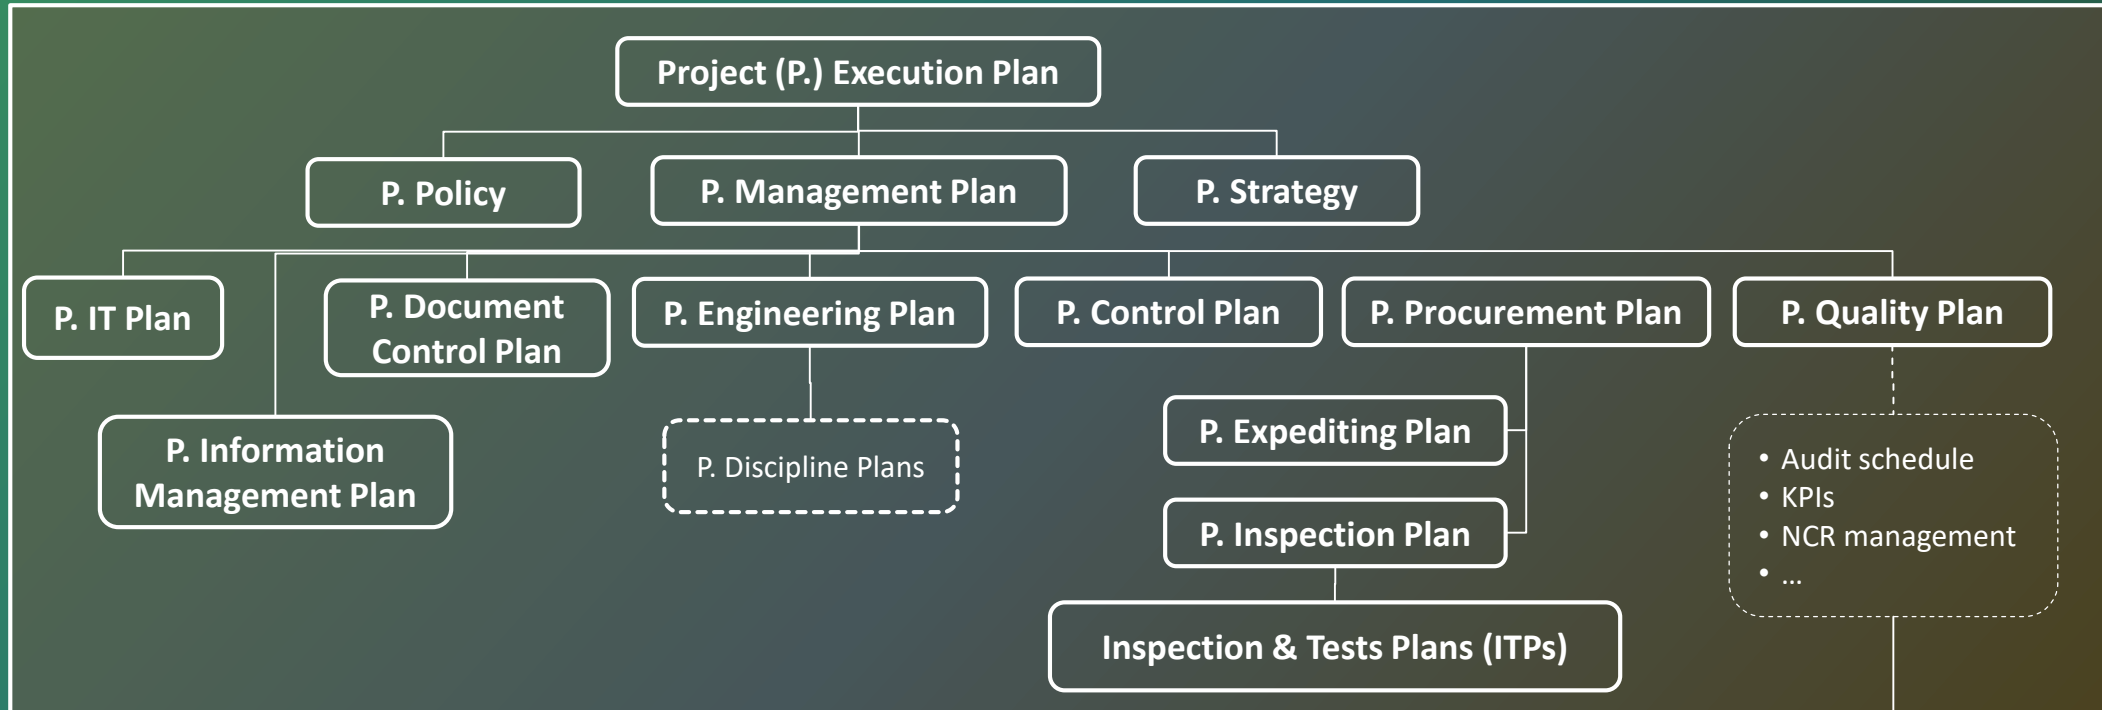 Project (P.) Execution Plan
P. Policy
P. Management Plan
P. Strategy
P. IT Plan
P. Document
Control Plan
P. Engineering Plan
P. Control Plan
P. Procurement Plan
P. Quality Plan
P. Information
Management Plan
P. Discipline Plans
P. Expediting Plan
P. Inspection Plan
Inspection & Tests Plans (ITPs)
• Audit schedule
• KPIs
• NCR management
• ...